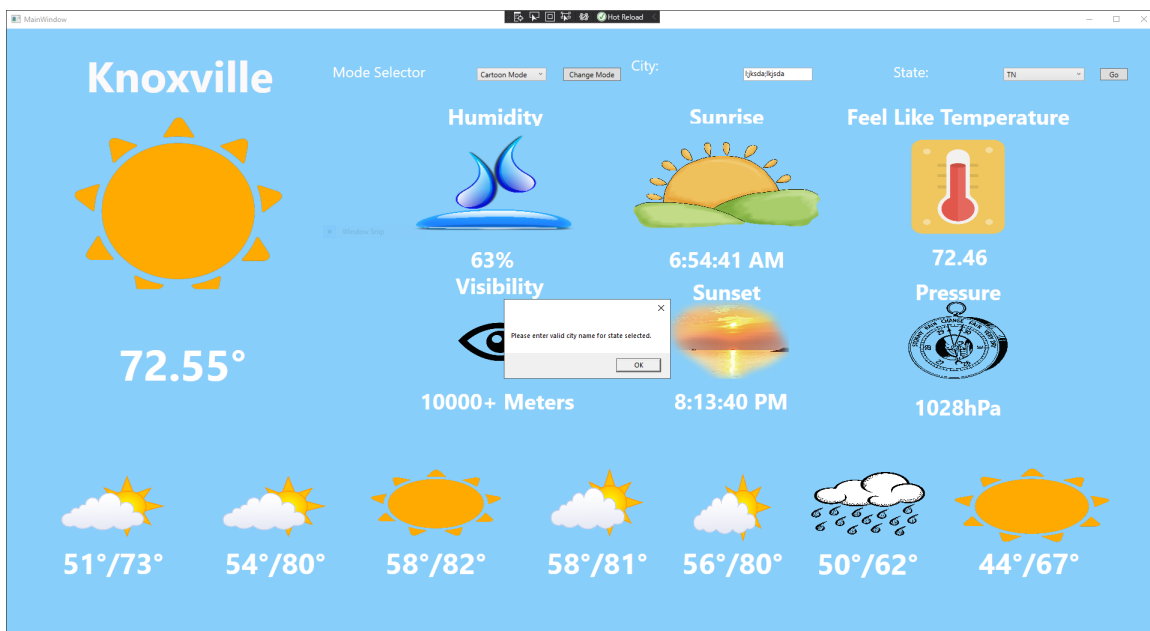 MainWindow
Hot Reload
Knoxville
Mode Selector
Cartoon Mode
Change Mode
City:
State:
TN
Go
Humidity
Sunrise
Feel Like Temperature
63%
6:54:41 AM
72.46
Visibility
Sunset
Pressure
Please enter valid city name for state selected.
OK
72.55°
10000+ Meters
8:13:40 PM
1028hPa
51°/73°
54°/80°
58°/82°
58°/81°
56°/80°
50°/62°
44°/67°